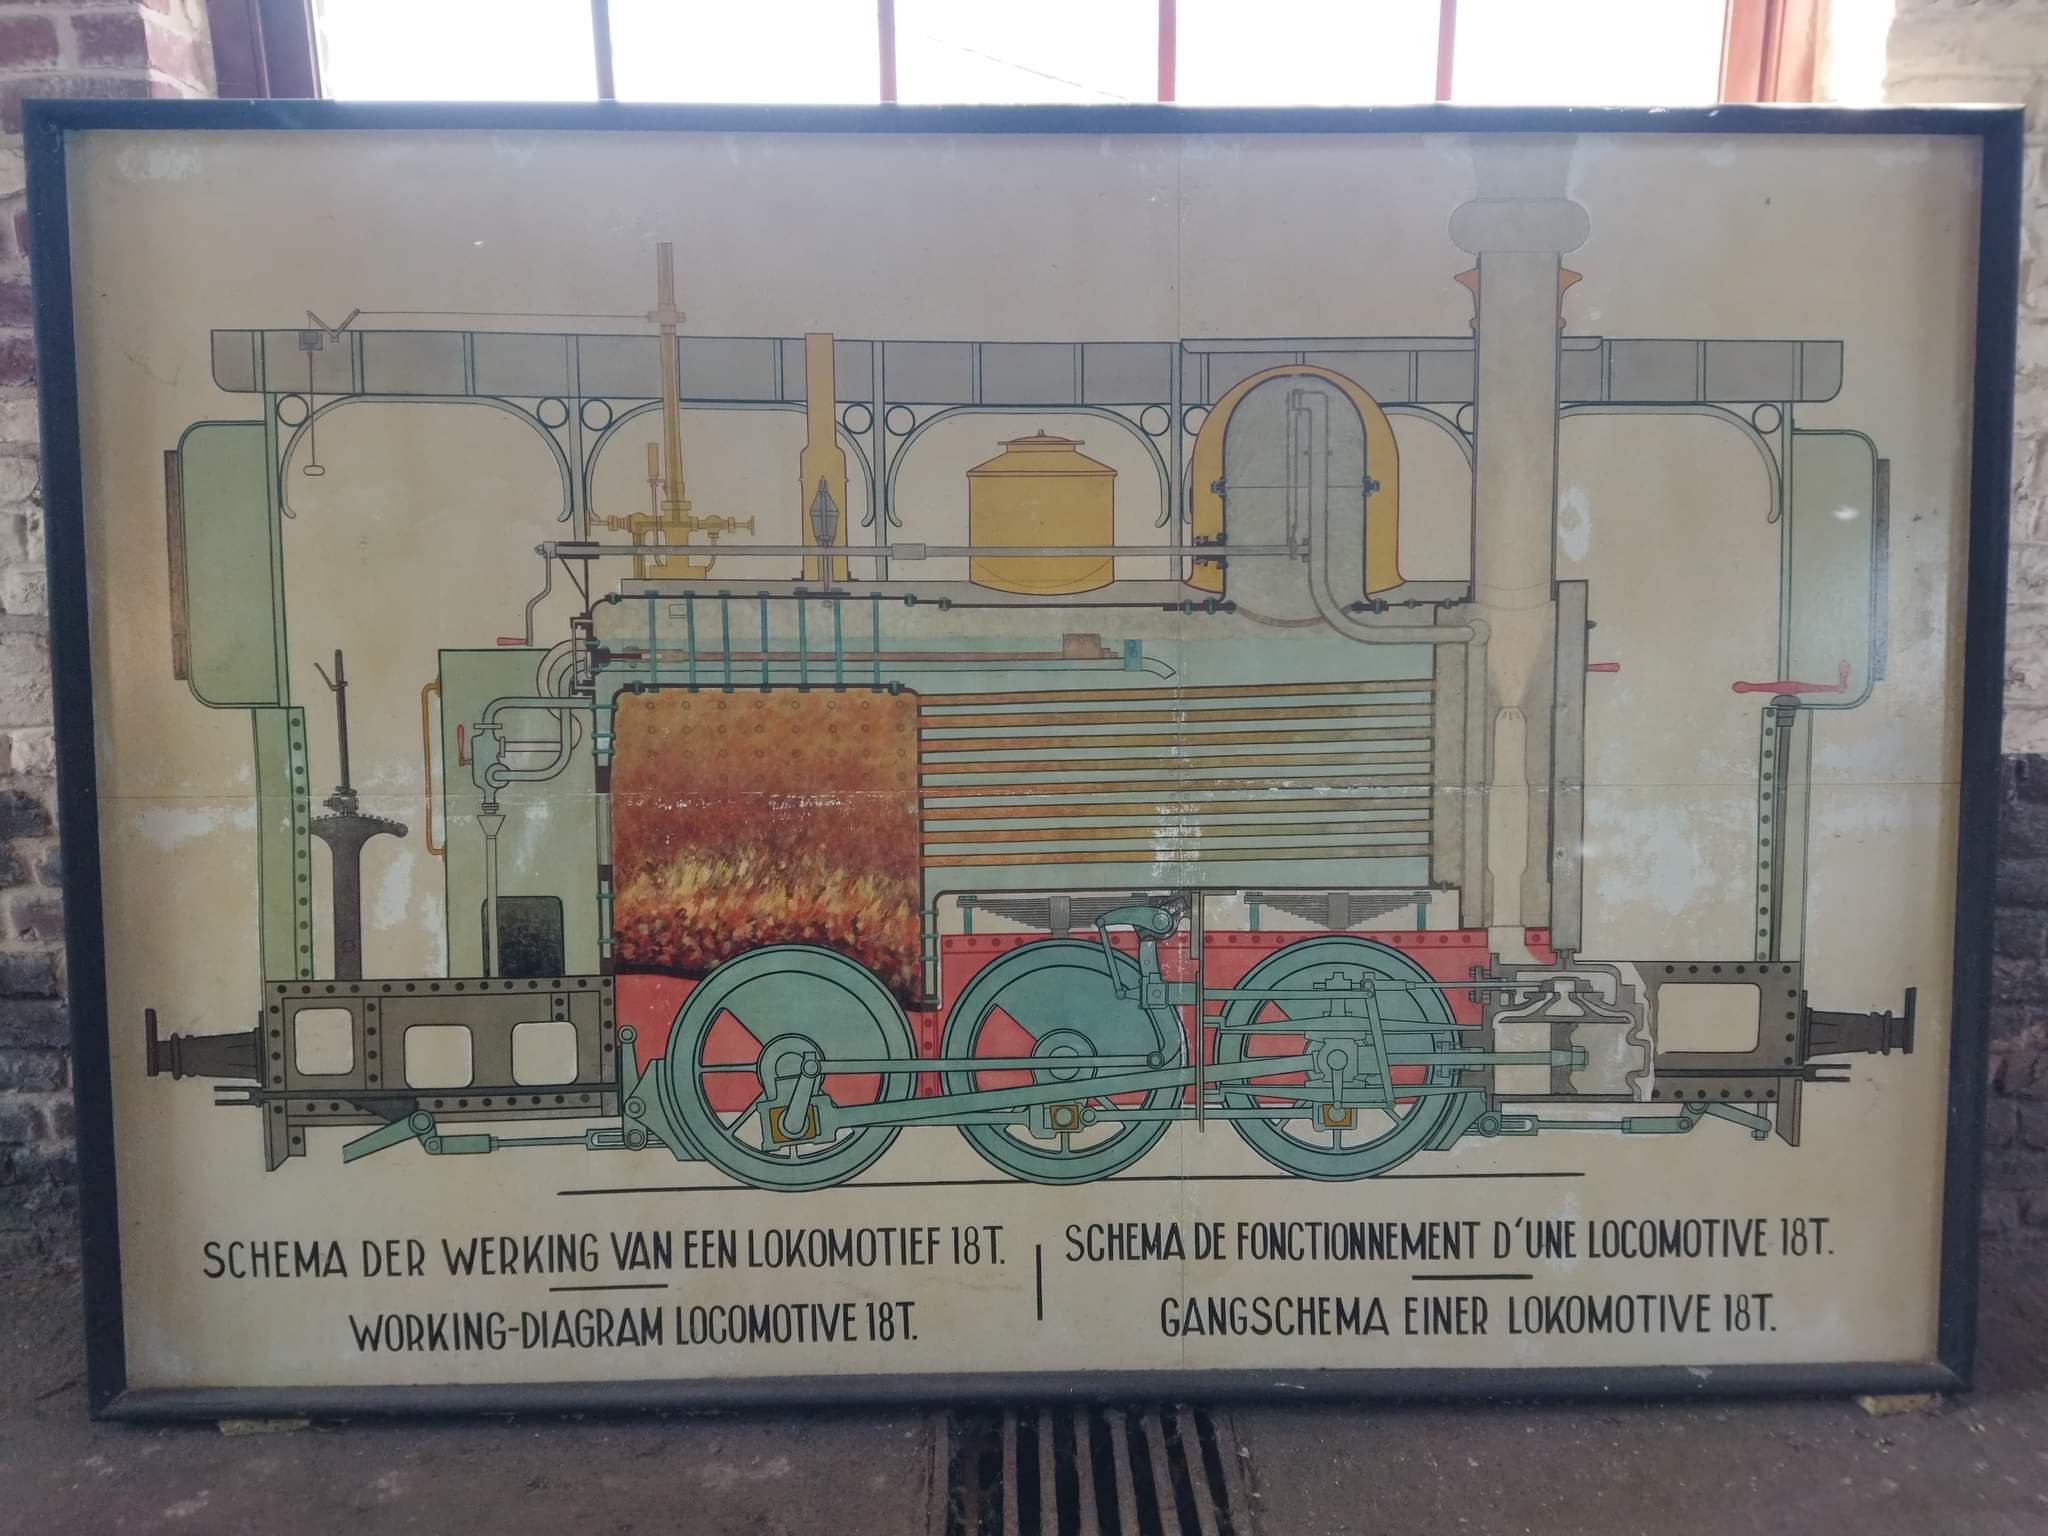 SCHEMA DER WERKING VAN EEN LOKOMOTIEF 18T.
WORKING-DIAGRAM LOCOMOTIVE 18T.
SCHEMA DE FONCTIONNEMENT D'UNE LOCOMOTIVE 18T.
GANGSCHEMA EINER LOKOMOTIVE 18T.